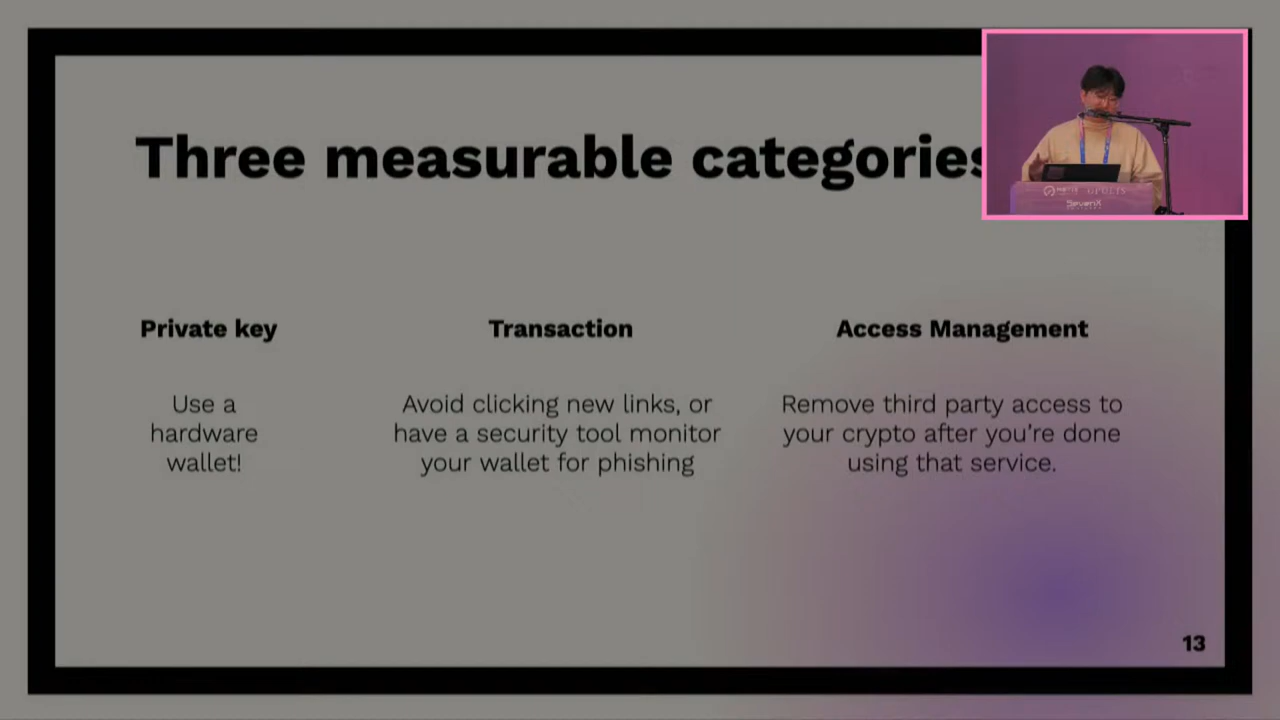 Three measurable categories
Private key
Use a
hardware
wallet!
Transaction
Avoid clicking new links, or
have a security tool monitor
your wallet for phishing
Access Management
Remove third party access to
your crypto after you're done
using that service.
SevenX
13